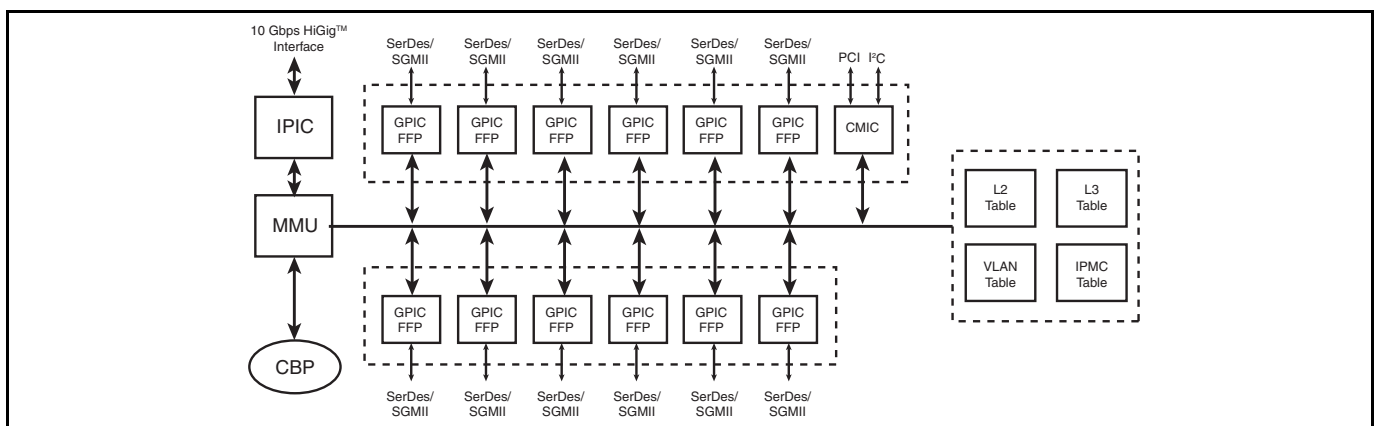 10 Gbps HiGig™
Interface
SerDes/
SGMII
SerDes/
SGMII
SerDes/
SGMII
SerDes/
SGMII
SerDes/
SGMII
SerDes/
SGMII
PCI I²C
IPIC
GPIC
FFP
GPIC
FFP
GPIC
FFP
GPIC
FFP
GPIC
FFP
GPIC
FFP
CMIC
MMU
L2
Table
L3
Table
VLAN
Table
IPMC
Table
GPIC
FFP
GPIC
FFP
GPIC
FFP
GPIC
FFP
GPIC
FFP
GPIC
FFP
CBP
SerDes/
SGMII
SerDes/
SGMII
SerDes/
SGMII
SerDes/
SGMII
SerDes/
SGMII
SerDes/
SGMII